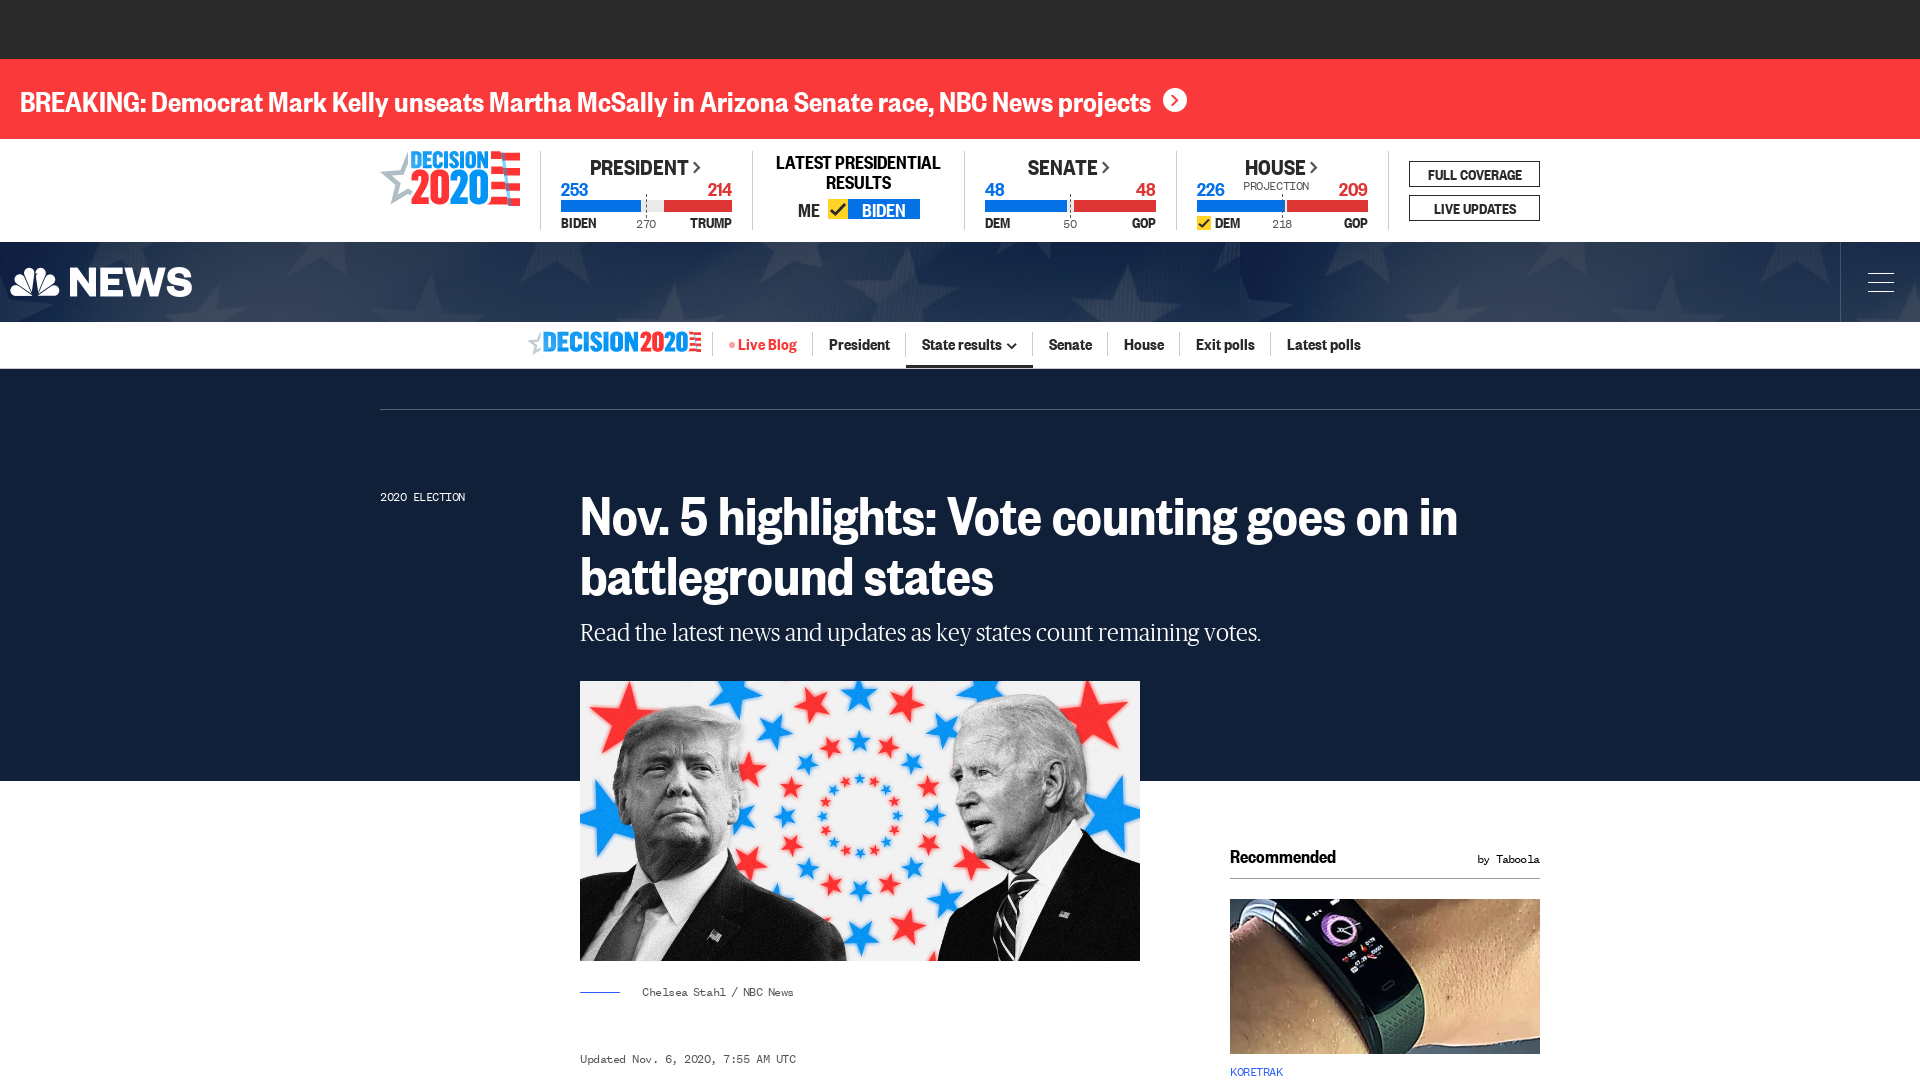 BREAKING: Democrat Mark Kelly unseats Martha McSally in Arizona Senate race, NBC News projects
DECISION
2020
PRESIDENT
253 214
BIDEN 270 TRUMP
LATEST PRESIDENTIAL
RESULTS
ME BIDEN
SENATE
48 48
DEM 50 GOP
HOUSE
PROJECTION
226 209
DEM 218 GOP
FULL COVERAGE
LIVE UPDATES
NEWS
DECISION 2020
Live Blog
President
State results
Senate
House
Exit polls
Latest polls
2020 ELECTION
Nov. 5 highlights: Vote counting goes on in
battleground states
Read the latest news and updates as key states count remaining votes.
Chelsea Stahl / NBC News
Updated Nov. 6, 2020, 7:55 AM UTC
Recommended
by Taboola
KORETRAK